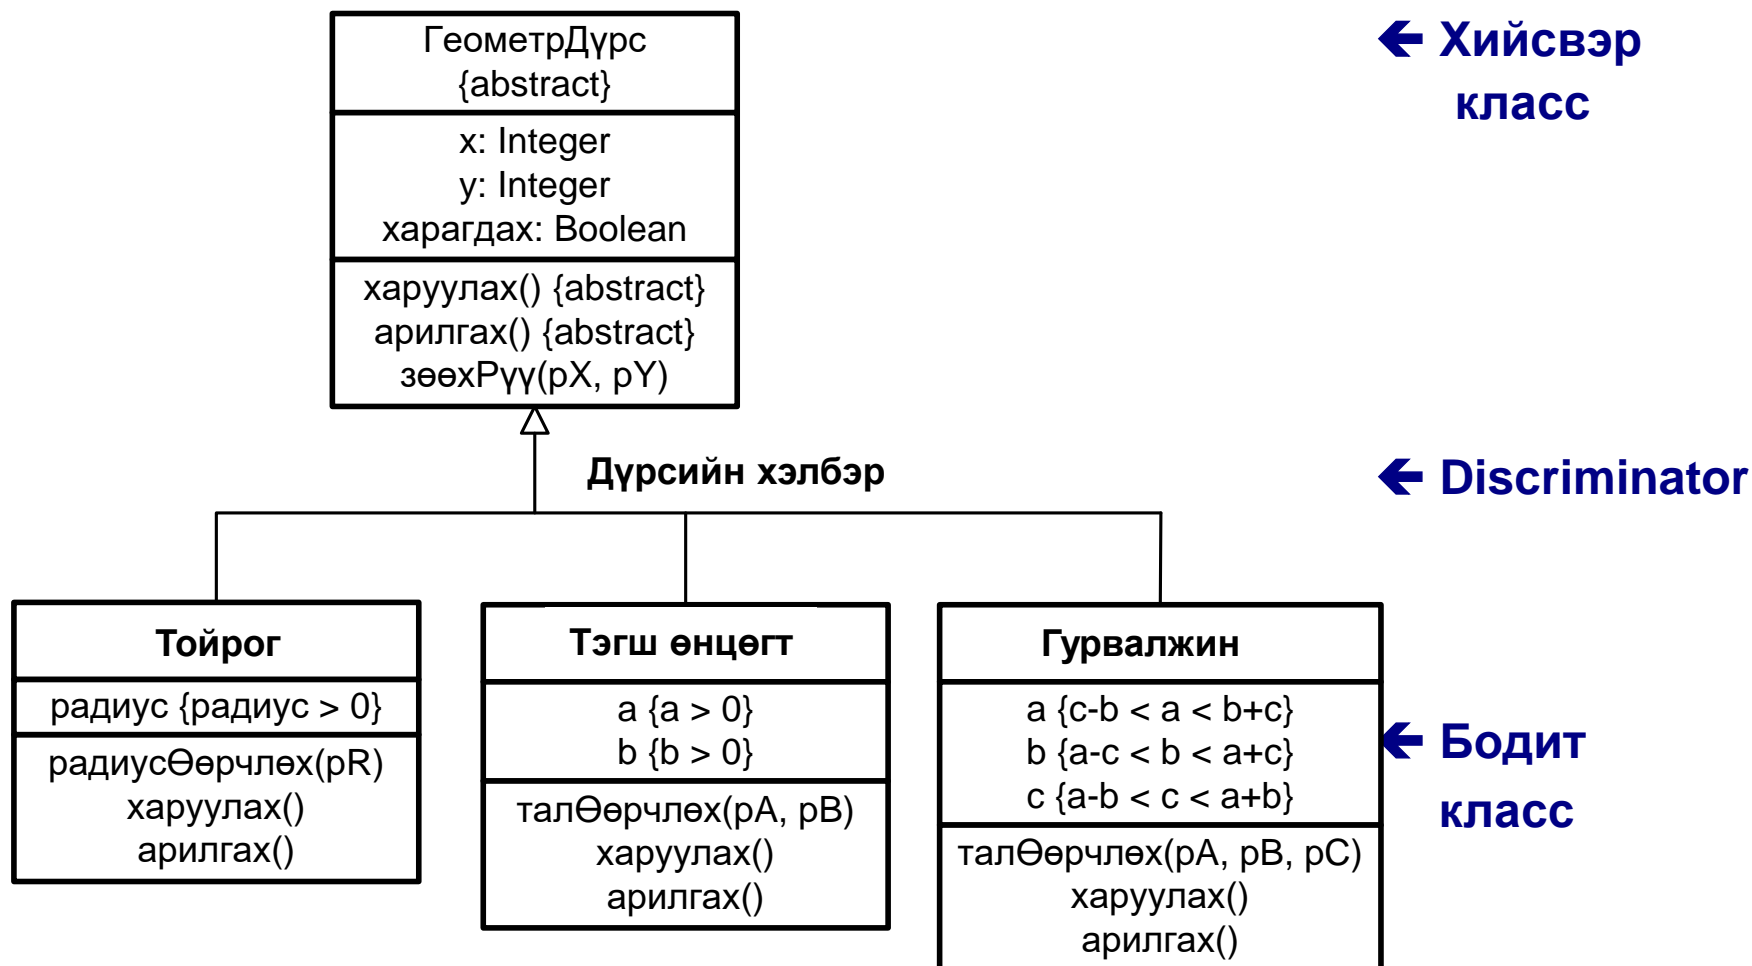 ГеометрДүрс
{abstract}
x: Integer
y: Integer
харагдах: Boolean
харуулах() {abstract}
арилгах() {abstract}
зөөхРүү(pX, pY)
🡸 Хийсвэр
класс
Дүрсийн хэлбэр
🡸 Discriminator
Тойрог
радиус {радиус > 0}
радиусӨөрчлөх(pR)
харуулах()
арилгах()
Тэгш өнцөгт
a {a > 0}
b {b > 0}
талӨөрчлөх(pA, pB)
харуулах()
арилгах()
Гурвалжин
a {c-b < a < b+c}
b {a-c < b < a+c}
c {a-b < c < a+b}
талӨөрчлөх(pA, pB, pC)
харуулах()
арилгах()
🡸 Бодит
класс